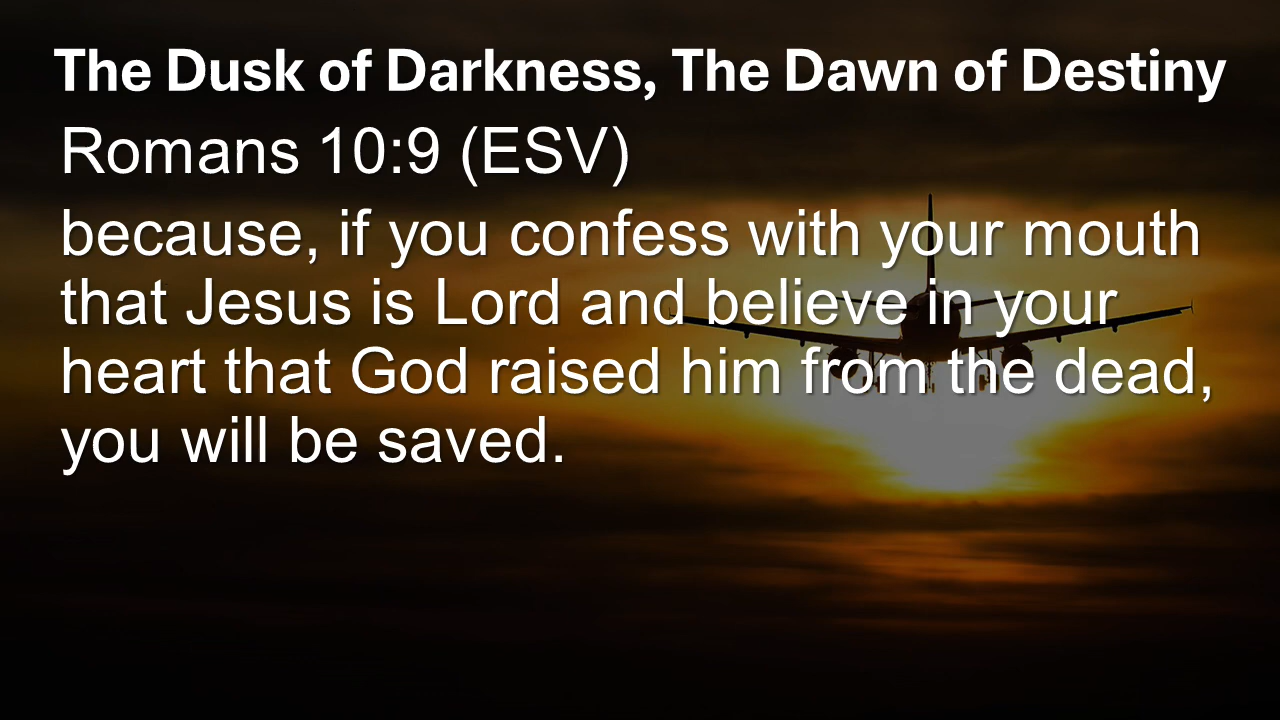 The Dusk of Darkness, The Dawn of Destiny
Romans 10:9 (ESV)
because, if you confess with your mouth
that Jesus is Lord and believe in your
heart that God raised him from the dead,
you will be saved.